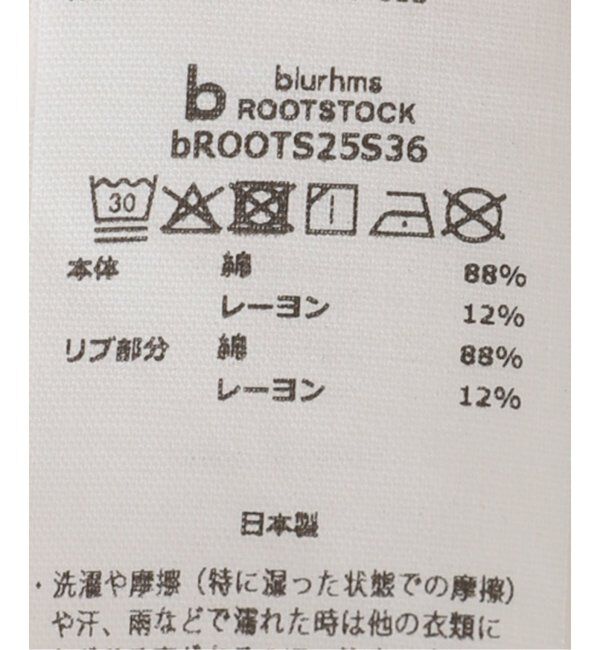 b blurhms
ROOTSTOCK
bROOTS25S36
30
本体 綿 88%
レーヨン 12%
リブ部分 綿 88%
レーヨン 12%
日本製
・洗濯や摩擦（特に湿った状態での摩擦）
や汗、雨などで濡れた時は他の衣類に